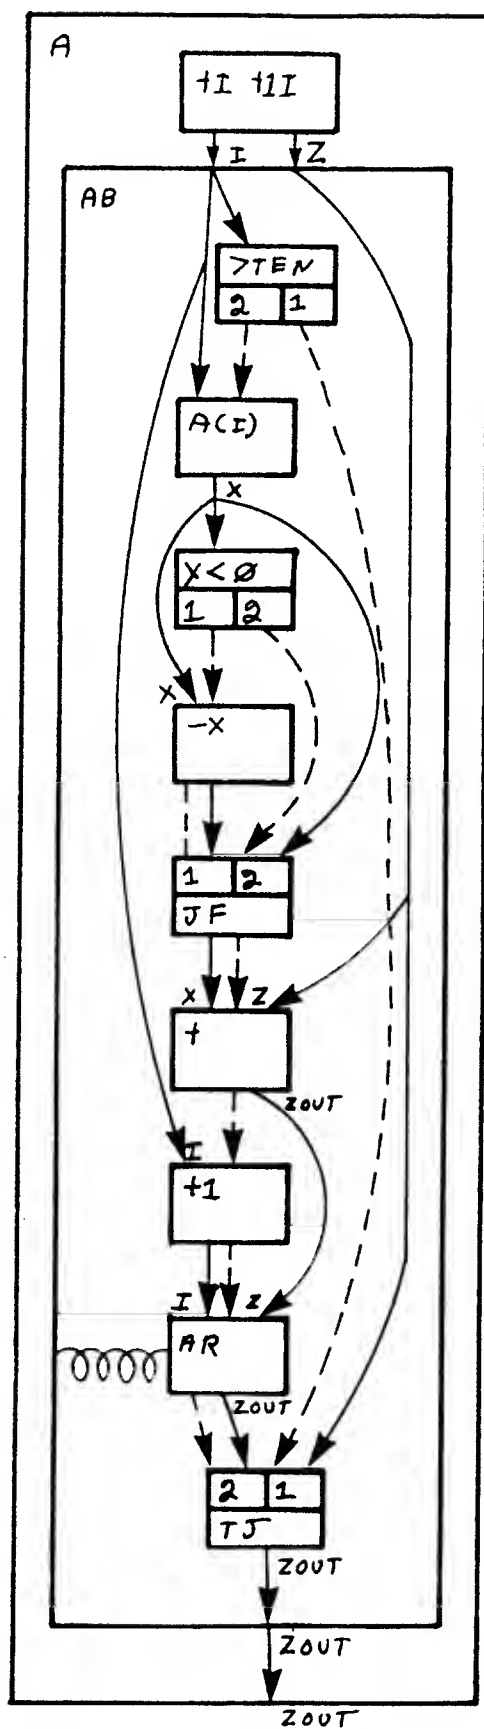 A
+I +1I
I Z
AB
>TEN
2 1
A(I)
X
X<Ø
1 2
X
-X
1 2
JF
X Z
+
ZOUT
I
+1
I Z
AR
ZOUT
2 1
TJ
ZOUT
ZOUT
ZOUT